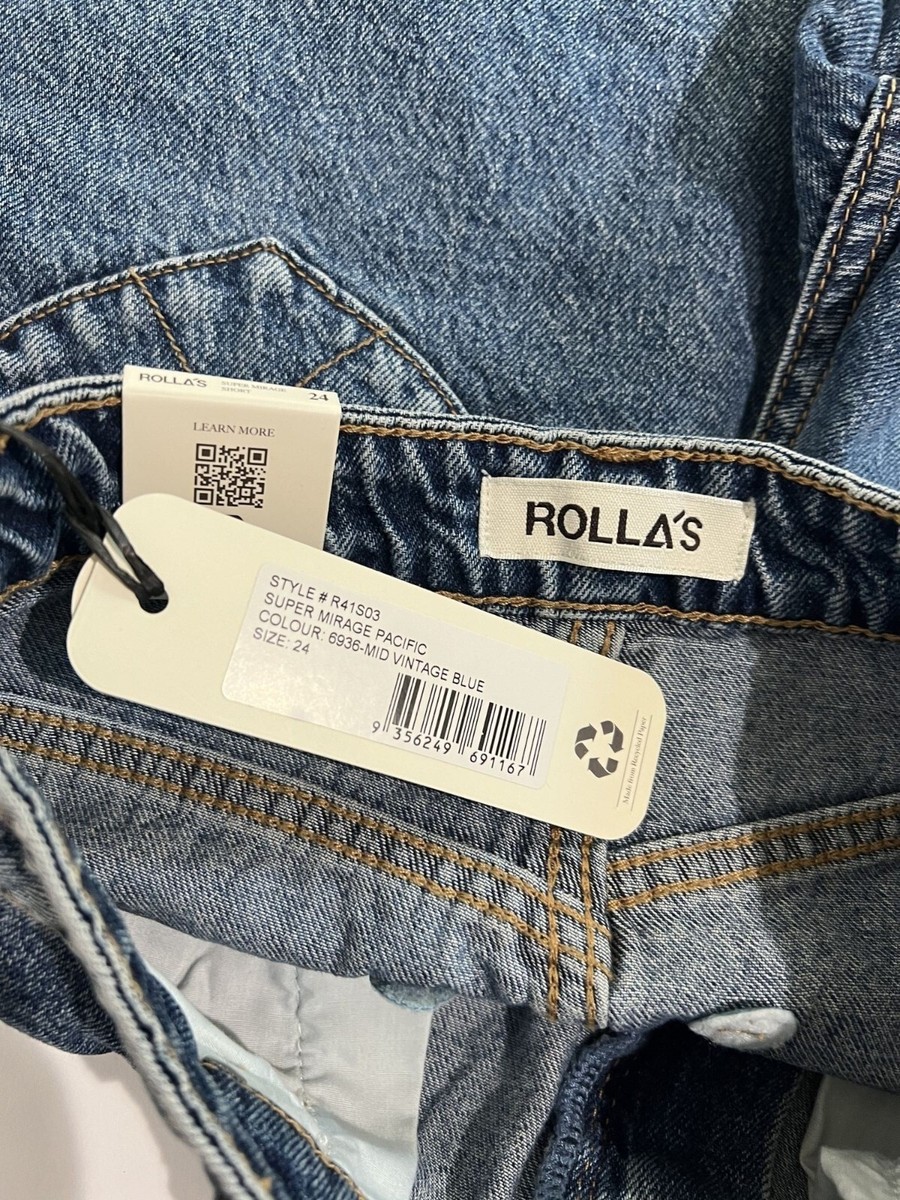 ROLLA'S
SUPER MIRAGE
SHORT
24
LEARN MORE
ROLLA'S
STYLE # R41S03
SUPER MIRAGE PACIFIC
COLOUR: 6936-MID VINTAGE BLUE
SIZE: 24
9 356249 691167
Made from Recycled Paper